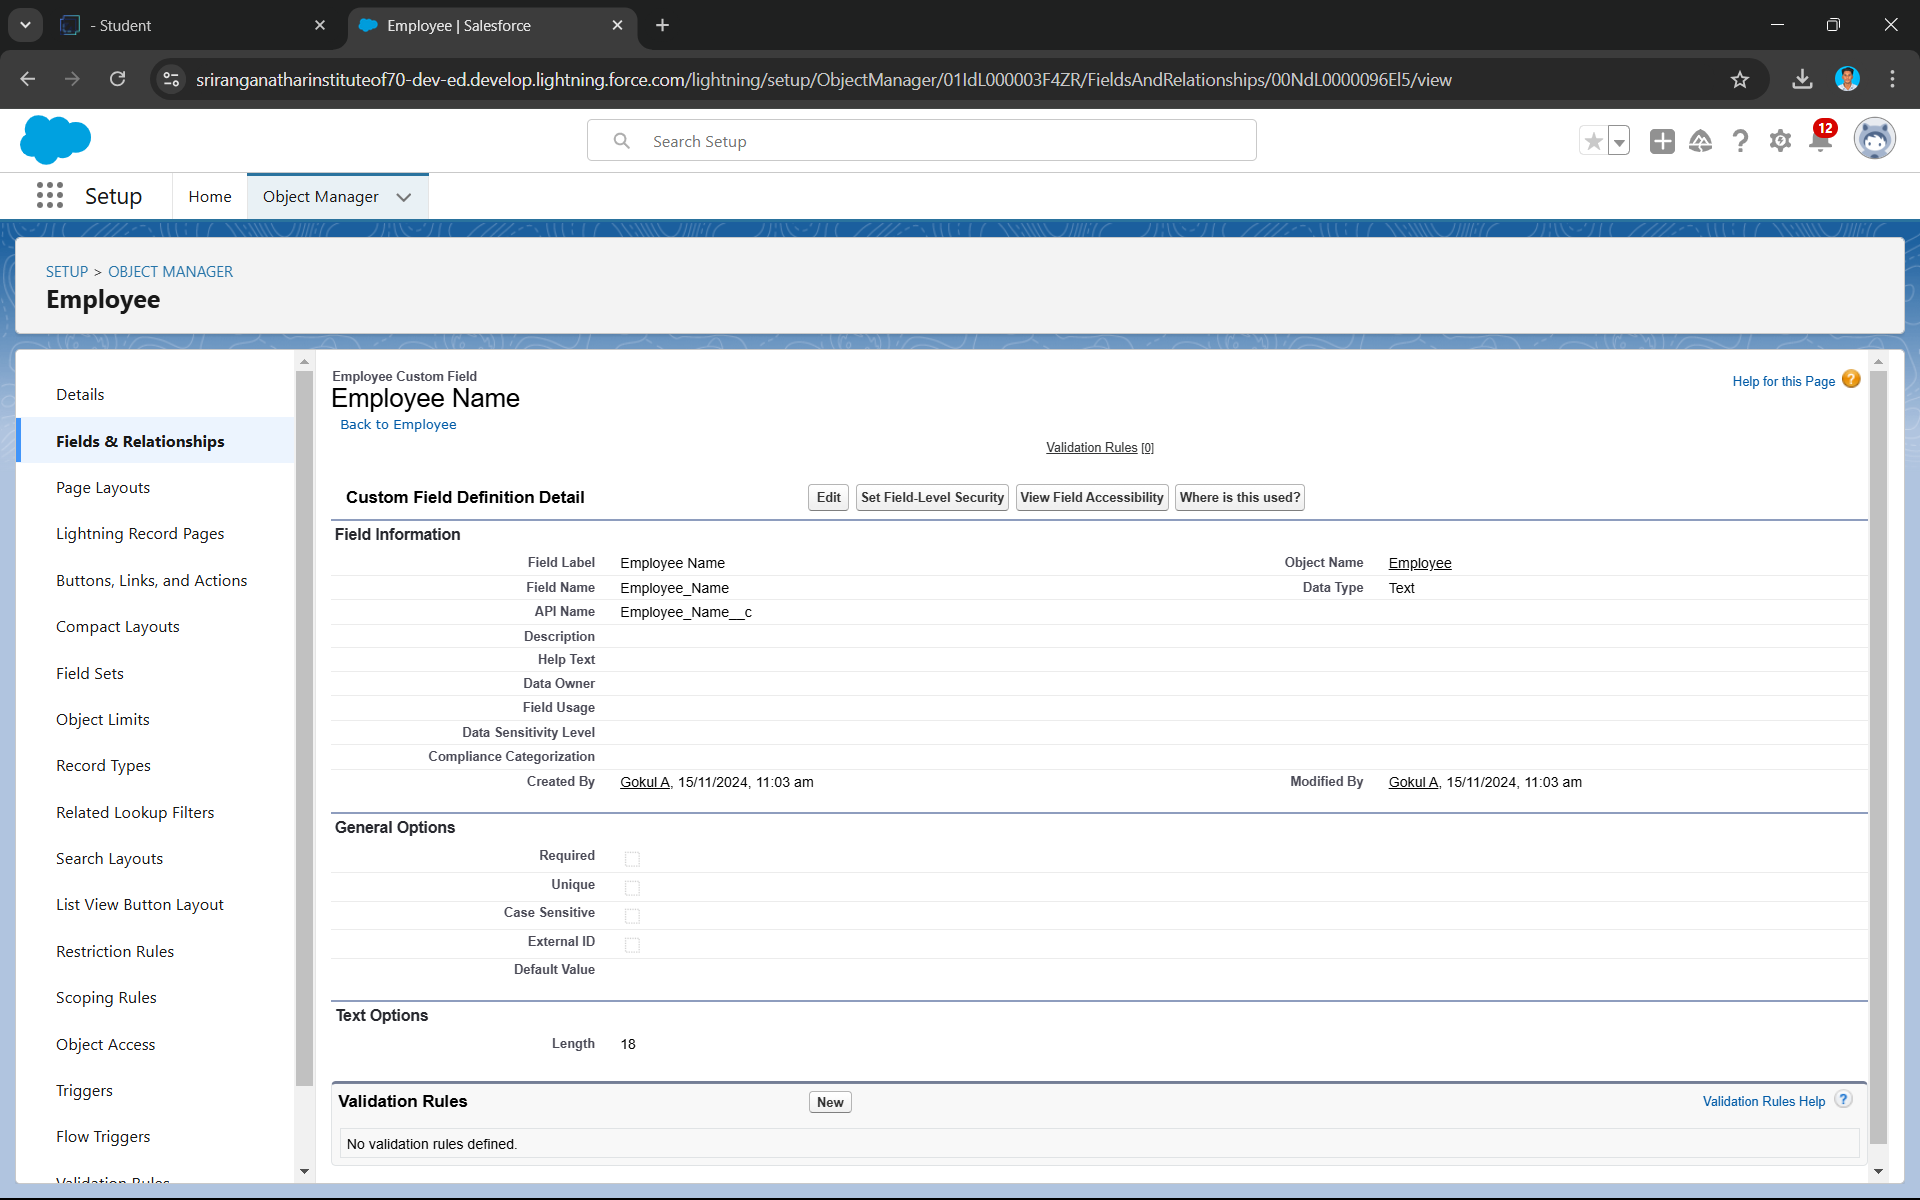 - Student
Employee | Salesforce
sriranganatharinstituteof70-dev-ed.develop.lightning.force.com/lightning/setup/ObjectManager/01IdL000003F4ZR/FieldsAndRelationships/00NdL0000096El5/view
Search Setup
12
Setup
Home
Object Manager
SETUP > OBJECT MANAGER
Employee
Details
Fields & Relationships
Page Layouts
Lightning Record Pages
Buttons, Links, and Actions
Compact Layouts
Field Sets
Object Limits
Record Types
Related Lookup Filters
Search Layouts
List View Button Layout
Restriction Rules
Scoping Rules
Object Access
Triggers
Flow Triggers
Validation Rules
Employee Custom Field
Employee Name
Back to Employee
Help for this Page
Validation Rules [0]
Custom Field Definition Detail
Edit
Set Field-Level Security
View Field Accessibility
Where is this used?
Field Information
Field Label Employee Name Object Name Employee
Field Name Employee_Name Data Type Text
API Name Employee_Name__c
Description
Help Text
Data Owner
Field Usage
Data Sensitivity Level
Compliance Categorization
Created By Gokul A, 15/11/2024, 11:03 am Modified By Gokul A, 15/11/2024, 11:03 am
General Options
Required
Unique
Case Sensitive
External ID
Default Value
Text Options
Length 18
Validation Rules
New
Validation Rules Help ?
No validation rules defined.